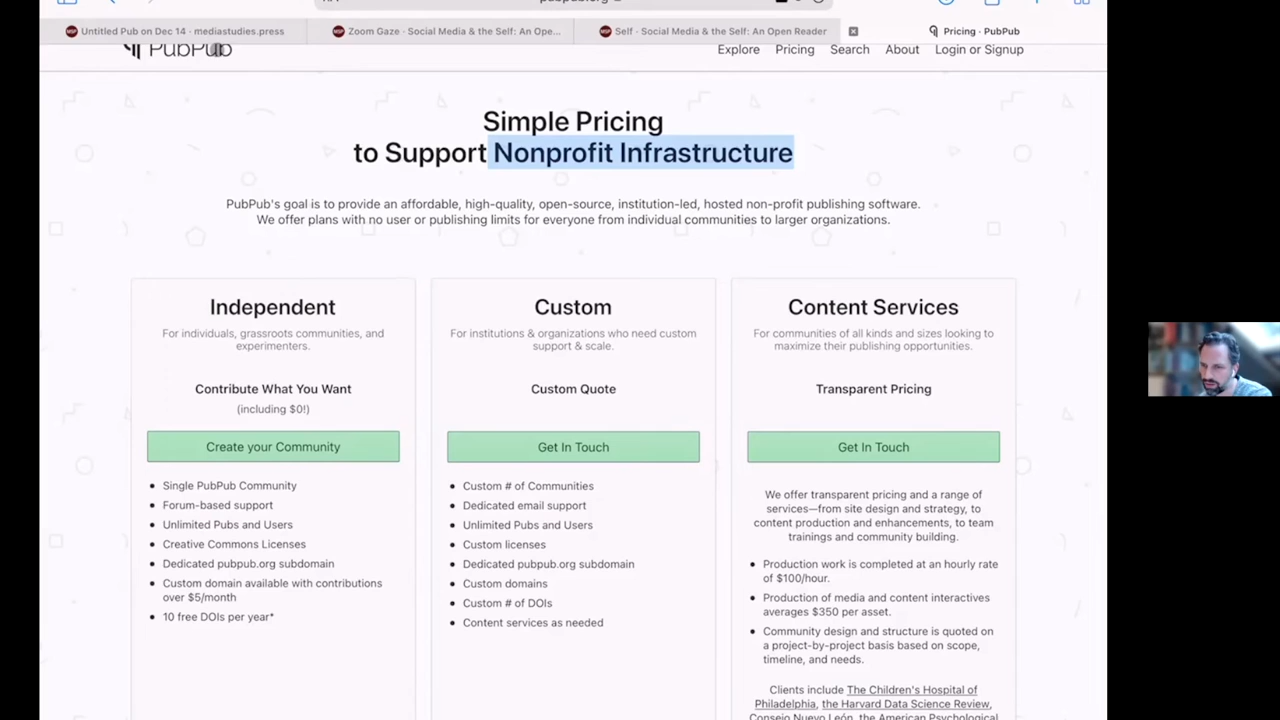 pubpub.org
Untitled Pub on Dec 14 · mediastudies.press
Zoom Gaze · Social Media & the Self: An Ope...
Self · Social Media & the Self: An Open Reader
Pricing · PubPub
PubPub
Explore
Pricing
Search
About
Login or Signup
Simple Pricing
to Support Nonprofit Infrastructure
PubPub's goal is to provide an affordable, high-quality, open-source, institution-led, hosted non-profit publishing software.
We offer plans with no user or publishing limits for everyone from individual communities to larger organizations.
Independent
For individuals, grassroots communities, and
experimenters.
Contribute What You Want
(including $0!)
Create your Community
• Single PubPub Community
• Forum-based support
• Unlimited Pubs and Users
• Creative Commons Licenses
• Dedicated pubpub.org subdomain
• Custom domain available with contributions
over $5/month
• 10 free DOIs per year*
Custom
For institutions & organizations who need custom
support & scale.
Custom Quote
Get In Touch
• Custom # of Communities
• Dedicated email support
• Unlimited Pubs and Users
• Custom licenses
• Dedicated pubpub.org subdomain
• Custom domains
• Custom # of DOIs
• Content services as needed
Content Services
For communities of all kinds and sizes looking to
maximize their publishing opportunities.
Transparent Pricing
Get In Touch
We offer transparent pricing and a range of
services—from site design and strategy, to
content production and enhancements, to team
trainings and community building.
• Production work is completed at an hourly rate
of $100/hour.
• Production of media and content interactives
averages $350 per asset.
• Community design and structure is quoted on
a project-by-project basis based on scope,
timeline, and needs.
Clients include The Children's Hospital of
Philadelphia, the Harvard Data Science Review,
Consejo Nuevo León, the American Psychological